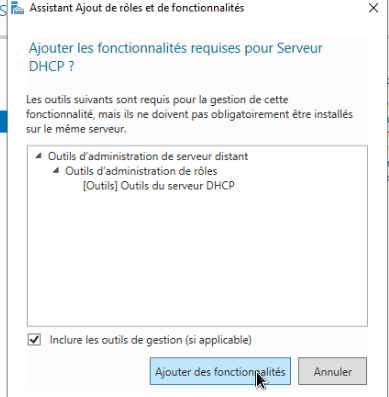 Assistant Ajout de rôles et de fonctionnalités
Ajouter les fonctionnalités requises pour Serveur
DHCP ?
Les outils suivants sont requis pour la gestion de cette
fonctionnalité, mais ils ne doivent pas obligatoirement être installés
sur le même serveur.
Outils d'administration de serveur distant
Outils d'administration de rôles
[Outils] Outils du serveur DHCP
Inclure les outils de gestion (si applicable)
Ajouter des fonctionnalités
Annuler